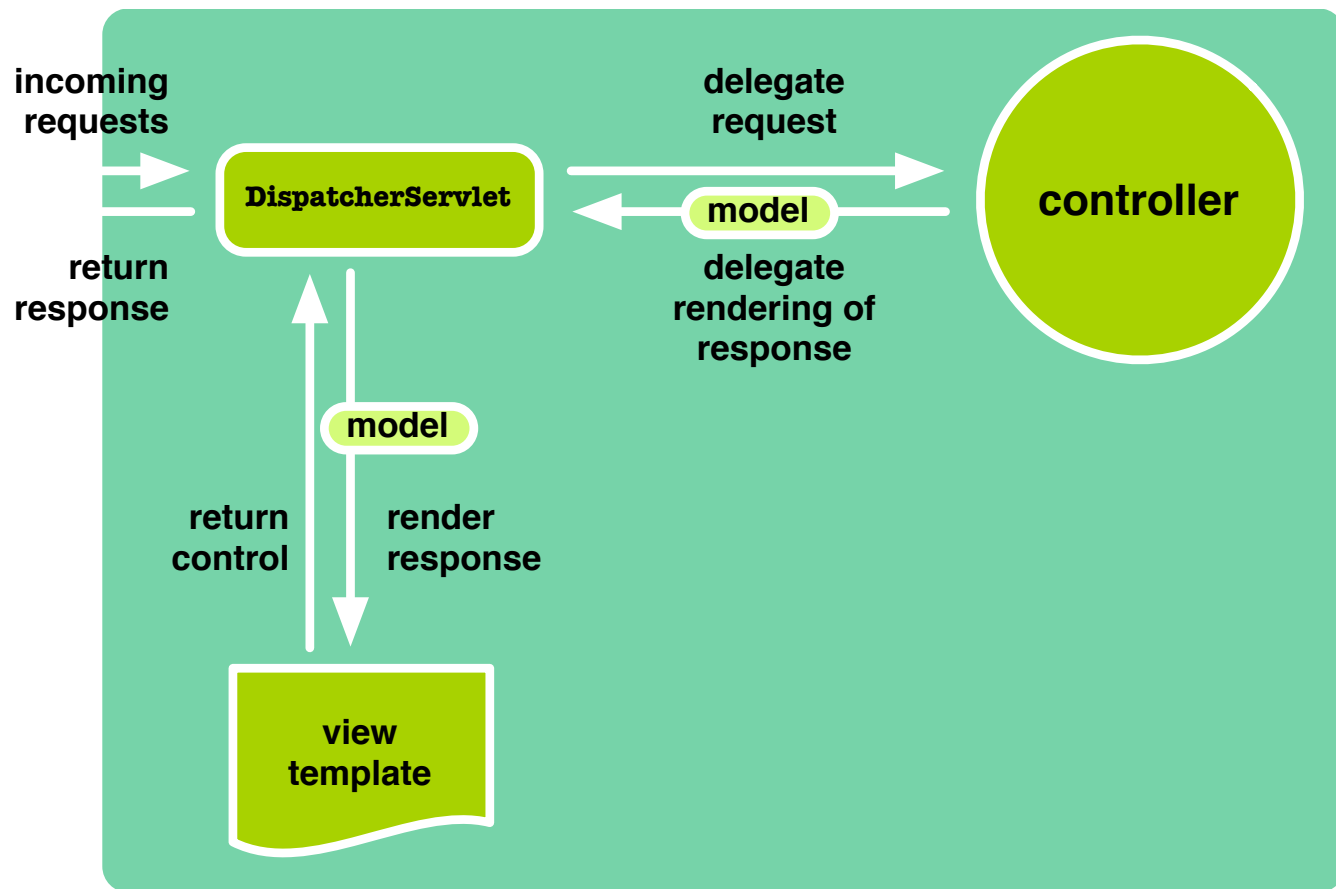 incoming
requests
delegate
request
DispatcherServlet
controller
model
return
response
delegate
rendering of
response
model
return
control
render
response
view
template